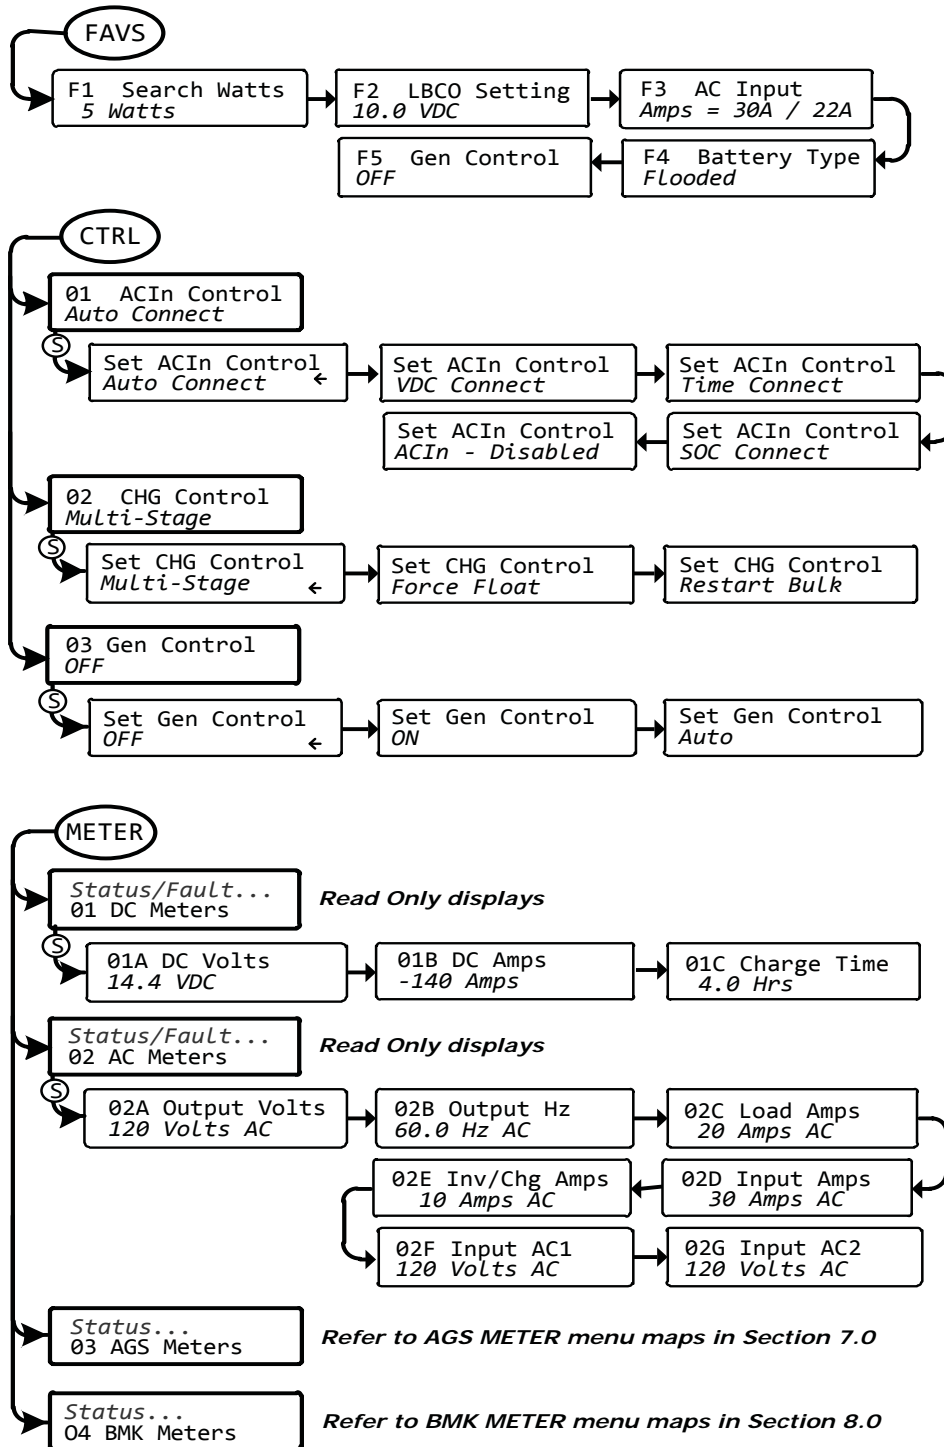 FAVS
F1 Search Watts
5 Watts
F2 LBCO Setting
10.0 VDC
F3 AC Input
Amps = 30A / 22A
F4 Battery Type
Flooded
F5 Gen Control
OFF
CTRL
01 ACIn Control
Auto Connect
S
Set ACIn Control
Auto Connect ←
Set ACIn Control
VDC Connect
Set ACIn Control
Time Connect
Set ACIn Control
SOC Connect
Set ACIn Control
ACIn - Disabled
02 CHG Control
Multi-Stage
S
Set CHG Control
Multi-Stage ←
Set CHG Control
Force Float
Set CHG Control
Restart Bulk
03 Gen Control
OFF
S
Set Gen Control
OFF ←
Set Gen Control
ON
Set Gen Control
Auto
METER
Status/Fault...
01 DC Meters
Read Only displays
S
01A DC Volts
14.4 VDC
01B DC Amps
-140 Amps
01C Charge Time
4.0 Hrs
Status/Fault...
02 AC Meters
Read Only displays
S
02A Output Volts
120 Volts AC
02B Output Hz
60.0 Hz AC
02C Load Amps
20 Amps AC
02D Input Amps
30 Amps AC
02E Inv/Chg Amps
10 Amps AC
02F Input AC1
120 Volts AC
02G Input AC2
120 Volts AC
Status...
03 AGS Meters
Refer to AGS METER menu maps in Section 7.0
Status...
O4 BMK Meters
Refer to BMK METER menu maps in Section 8.0